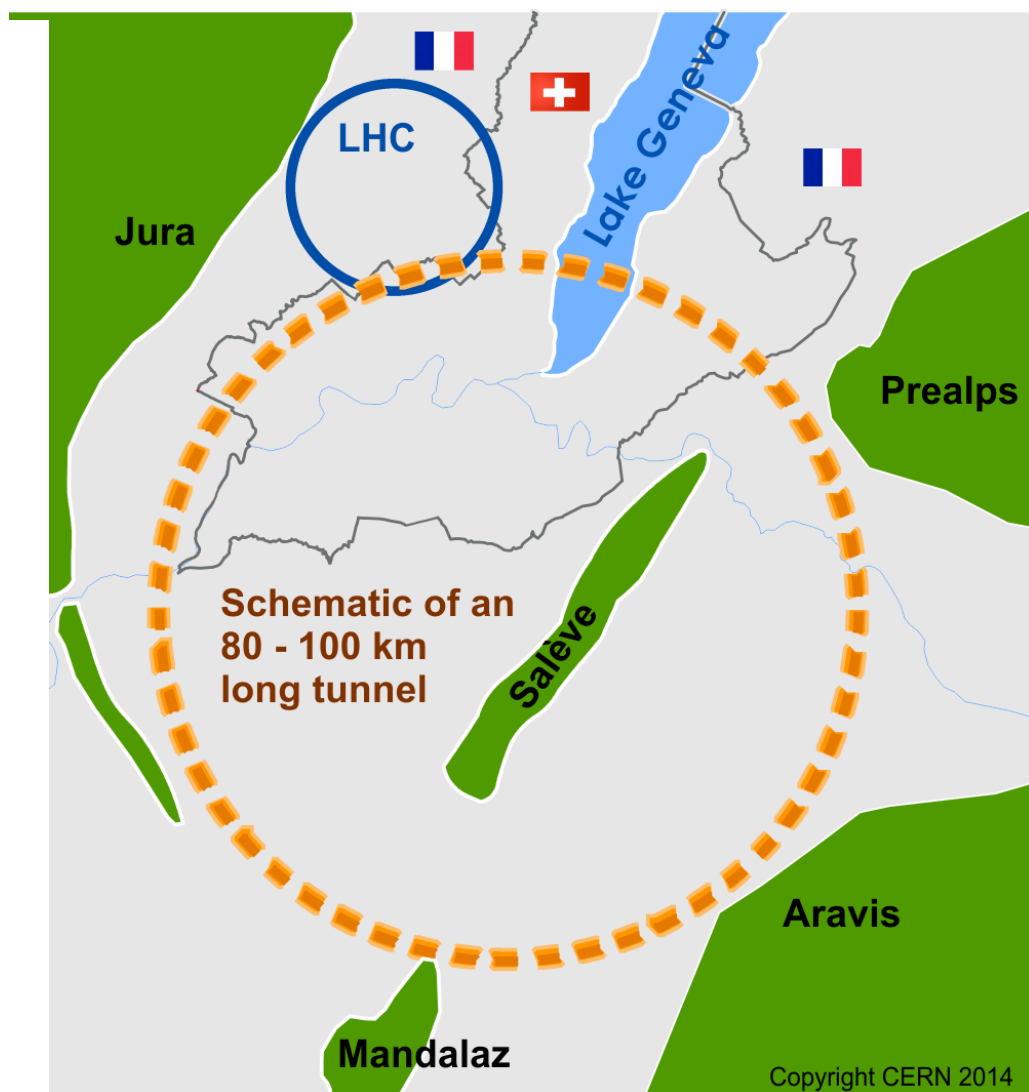 LHC
Lake Geneva
Jura
Prealps
Schematic of an
80 - 100 km
long tunnel
Salève
Aravis
Mandalaz
Copyright CERN 2014